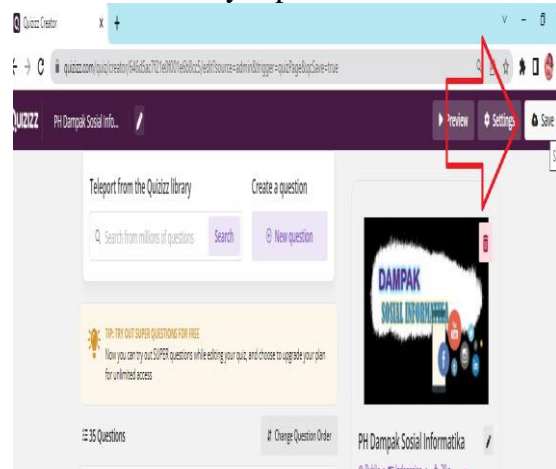 Quizizz Creator
quizizz.com/quiz/creator/
QUIZIZZ PH Dampak Sosial Info...
Preview Settings Save
Teleport from the Quizizz library
Create a question
Search from millions of questions Search
New question
TIP: TRY OUT SUPER QUESTIONS FOR FREE
Now you can try out SUPER questions while editing your quiz, and choose to upgrade your plan
for unlimited access
35 Questions
Change Question Order
DAMPAK
SOSIAL INFORMATIKA
You Tube
PH Dampak Sosial Informatika